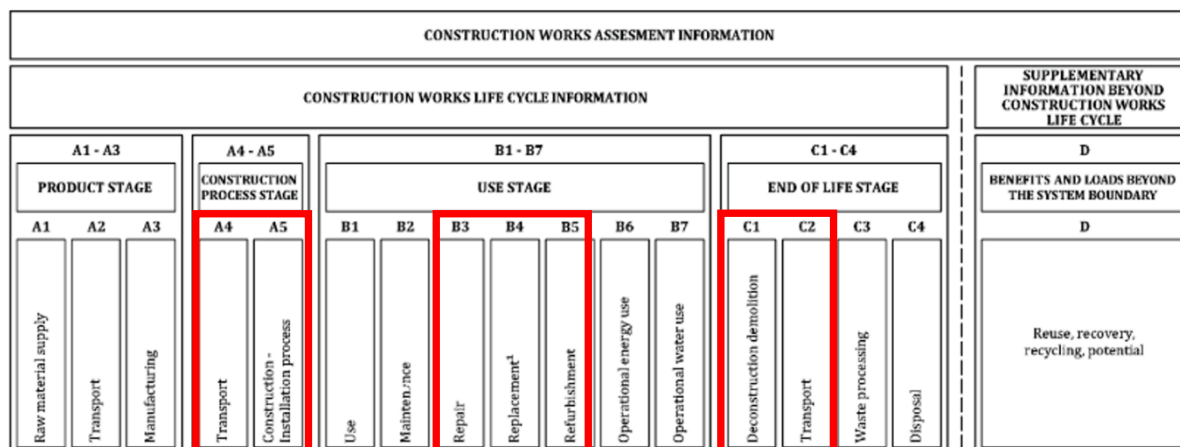 CONSTRUCTION WORKS ASSESMENT INFORMATION
CONSTRUCTION WORKS LIFE CYCLE INFORMATION
SUPPLEMENTARY
INFORMATION BEYOND
CONSTRUCTION WORKS
LIFE CYCLE
A1 - A3
PRODUCT STAGE
A4 - A5
CONSTRUCTION
PROCESS STAGE
B1 - B7
USE STAGE
C1 - C4
END OF LIFE STAGE
D
BENEFITS AND LOADS BEYOND
THE SYSTEM BOUNDARY
A1
A2
A3
A4
A5
B1
B2
B3
B4
B5
B6
B7
C1
C2
C3
C4
D
Raw material supply
Transport
Manufacturing
Transport
Construction -
Installation process
Use
Maintenance
Repair
Replacement¹
Refurbishment
Operational energy use
Operational water use
Deconstruction demolition
Transport
Waste processing
Disposal
Reuse, recovery,
recycling, potential